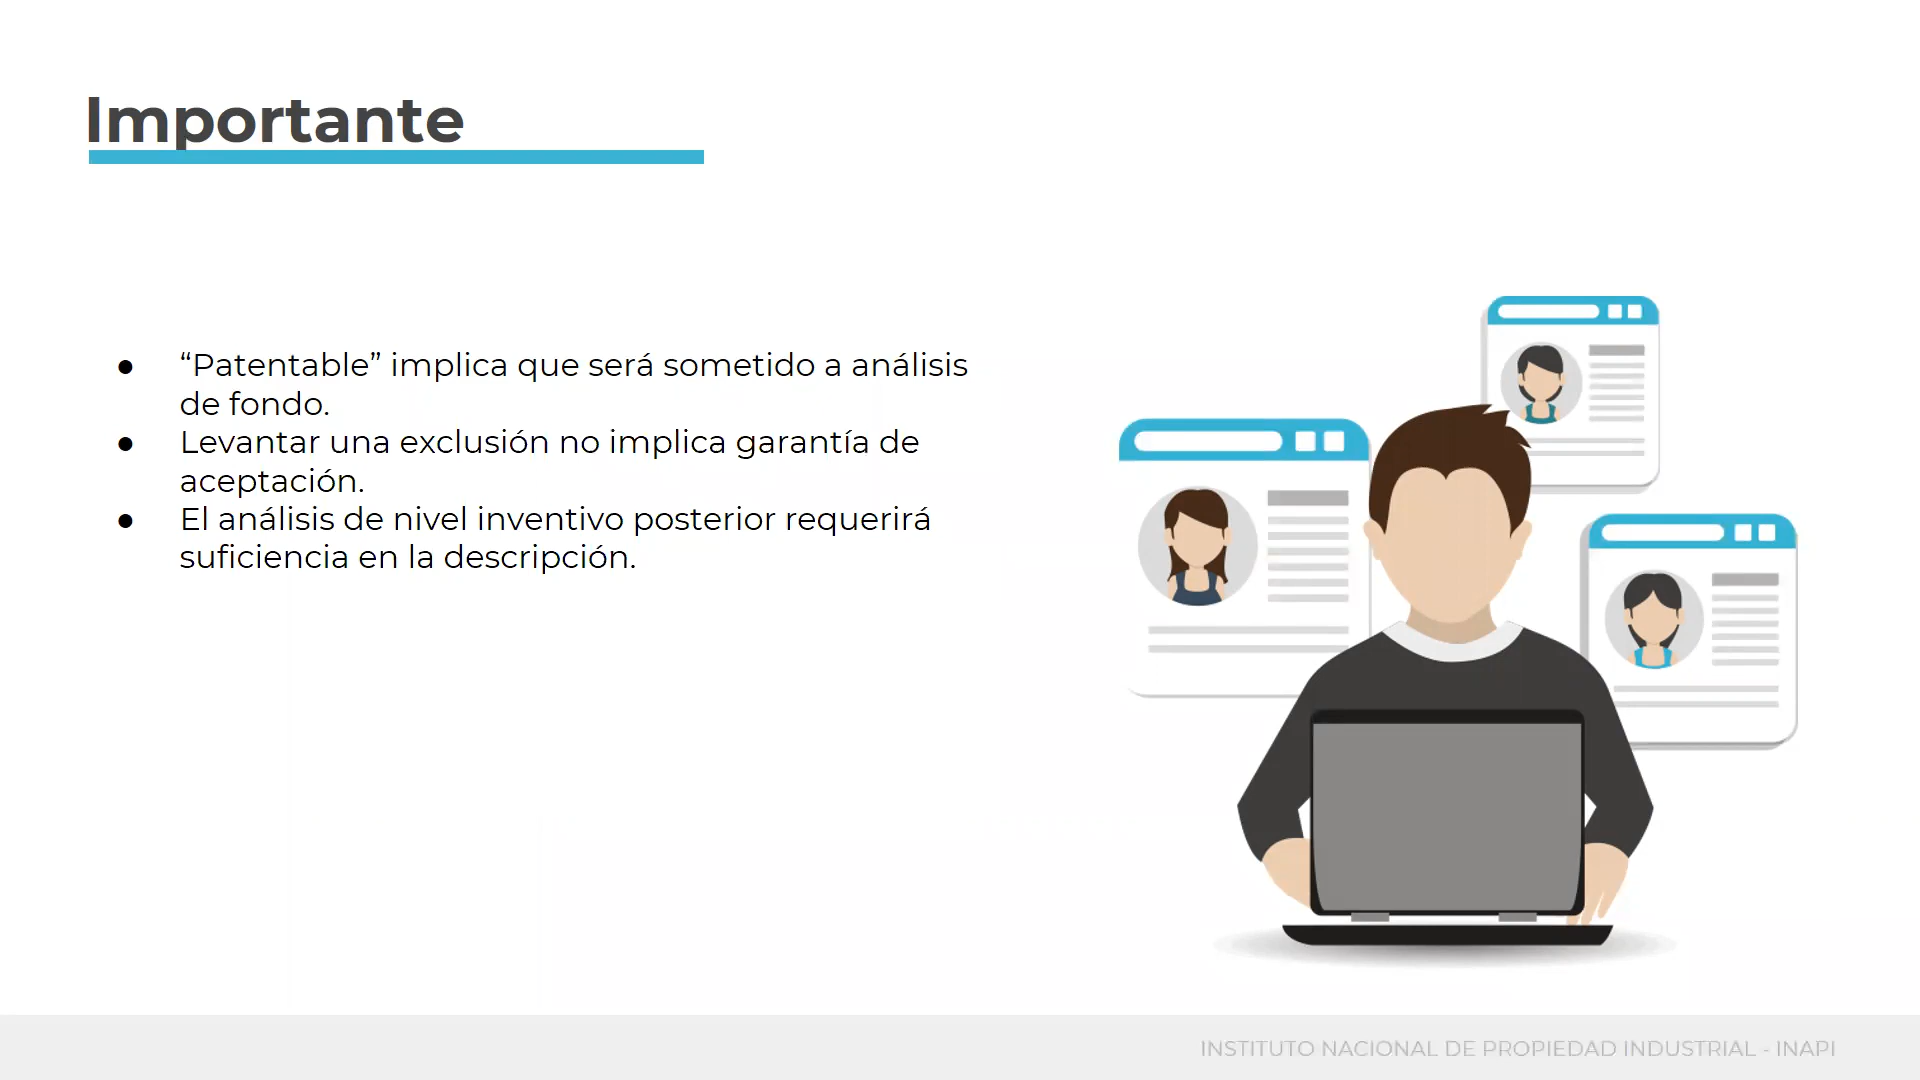 Importante
● “Patentable” implica que será sometido a análisis
de fondo.
● Levantar una exclusión no implica garantía de
aceptación.
● El análisis de nivel inventivo posterior requerirá
suficiencia en la descripción.
INSTITUTO NACIONAL DE PROPIEDAD INDUSTRIAL - INAPI